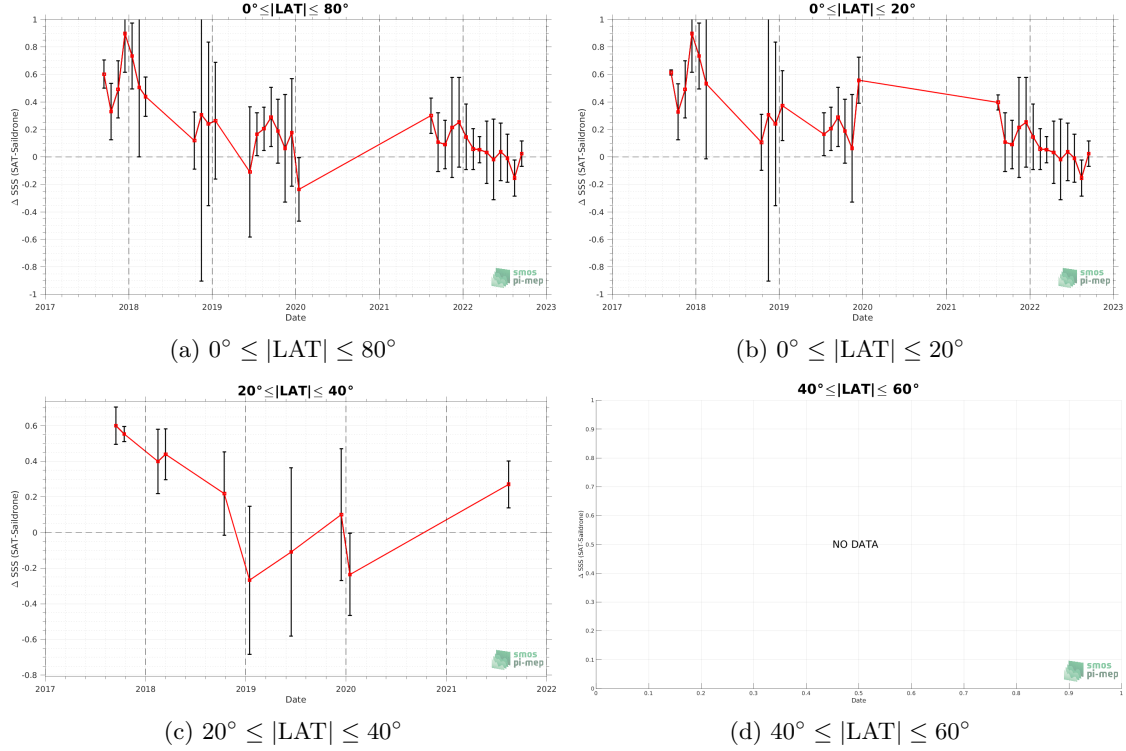 0°≤|LAT|≤ 80°
1
0.8
0.6
0.4
0.2
0
-0.2
-0.4
-0.6
-0.8
-1
Δ SSS (SAT-Saildrone)
2017 2018 2019 2020 2021 2022 2023
Date
smos
pi-mep
(a) 0° ≤ |LAT| ≤ 80°
0°≤|LAT|≤ 20°
1
0.8
0.6
0.4
0.2
0
-0.2
-0.4
-0.6
-0.8
-1
Δ SSS (SAT-Saildrone)
2017 2018 2019 2020 2021 2022 2023
Date
smos
pi-mep
(b) 0° ≤ |LAT| ≤ 20°
20°≤|LAT|≤ 40°
0.6
0.4
0.2
0
-0.2
-0.4
-0.6
-0.8
Δ SSS (SAT-Saildrone)
2017 2018 2019 2020 2021 2022
Date
smos
pi-mep
(c) 20° ≤ |LAT| ≤ 40°
40°≤|LAT|≤ 60°
1
0.9
0.8
0.7
0.6
0.5
0.4
0.3
0.2
0.1
0
Δ SSS (SAT-Saildrone)
NO DATA
0 0.1 0.2 0.3 0.4 0.5 0.6 0.7 0.8 0.9 1
Date
smos
pi-mep
(d) 40° ≤ |LAT| ≤ 60°